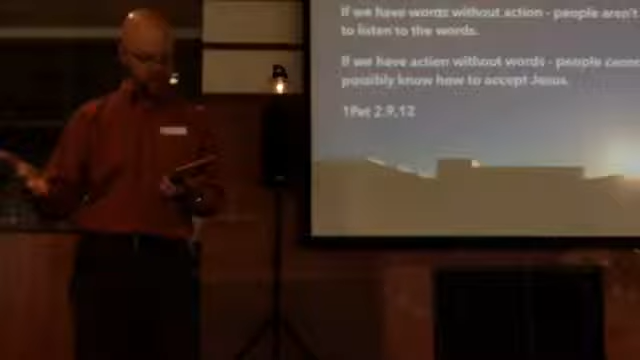 If we have words without action - people aren't
to listen to the words.
If we have action without words - people
possibly know how to accept Jesus.
1Pet 2.9,12